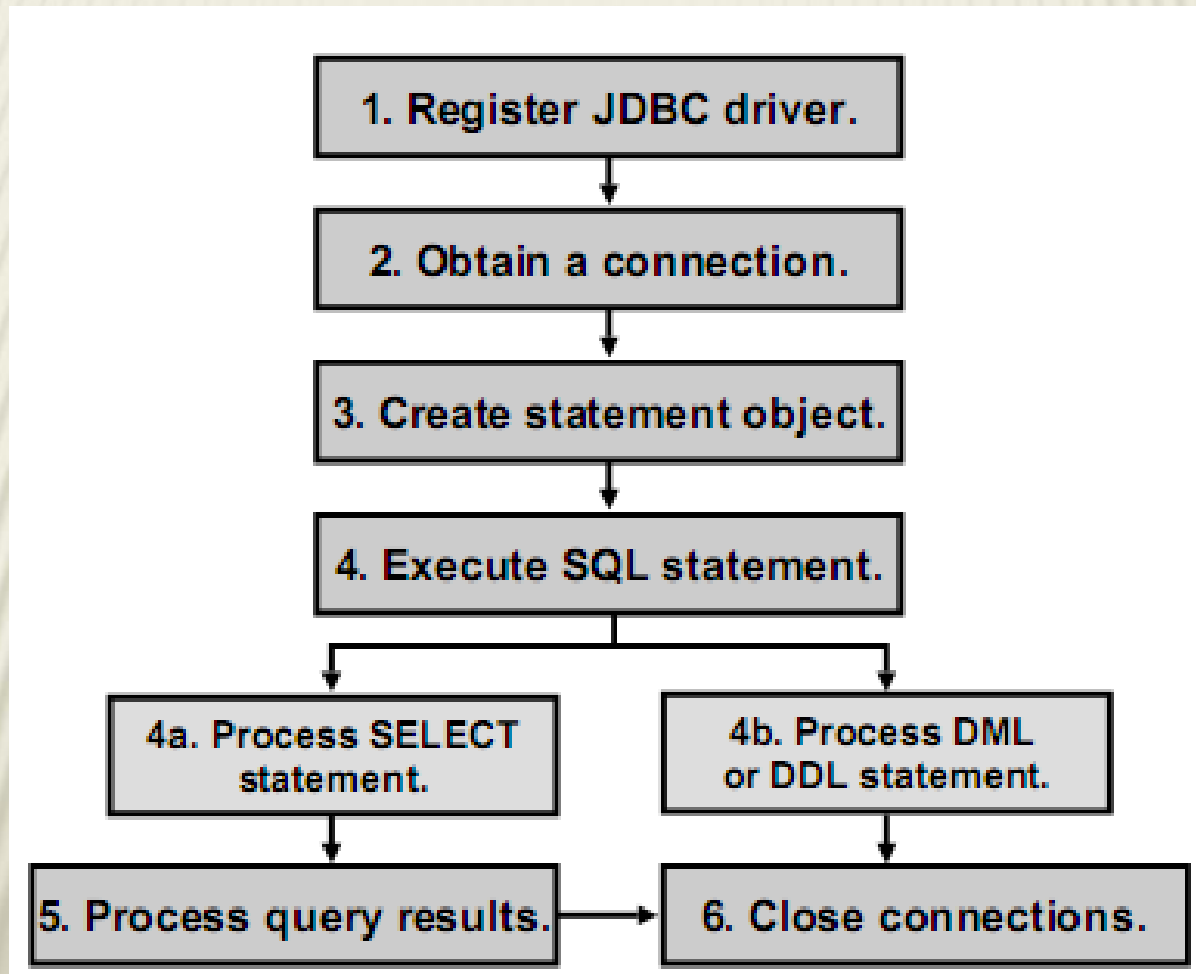 1. Register JDBC driver.
2. Obtain a connection.
3. Create statement object.
4. Execute SQL statement.
4a. Process SELECT
statement.
4b. Process DML
or DDL statement.
5. Process query results.
6. Close connections.